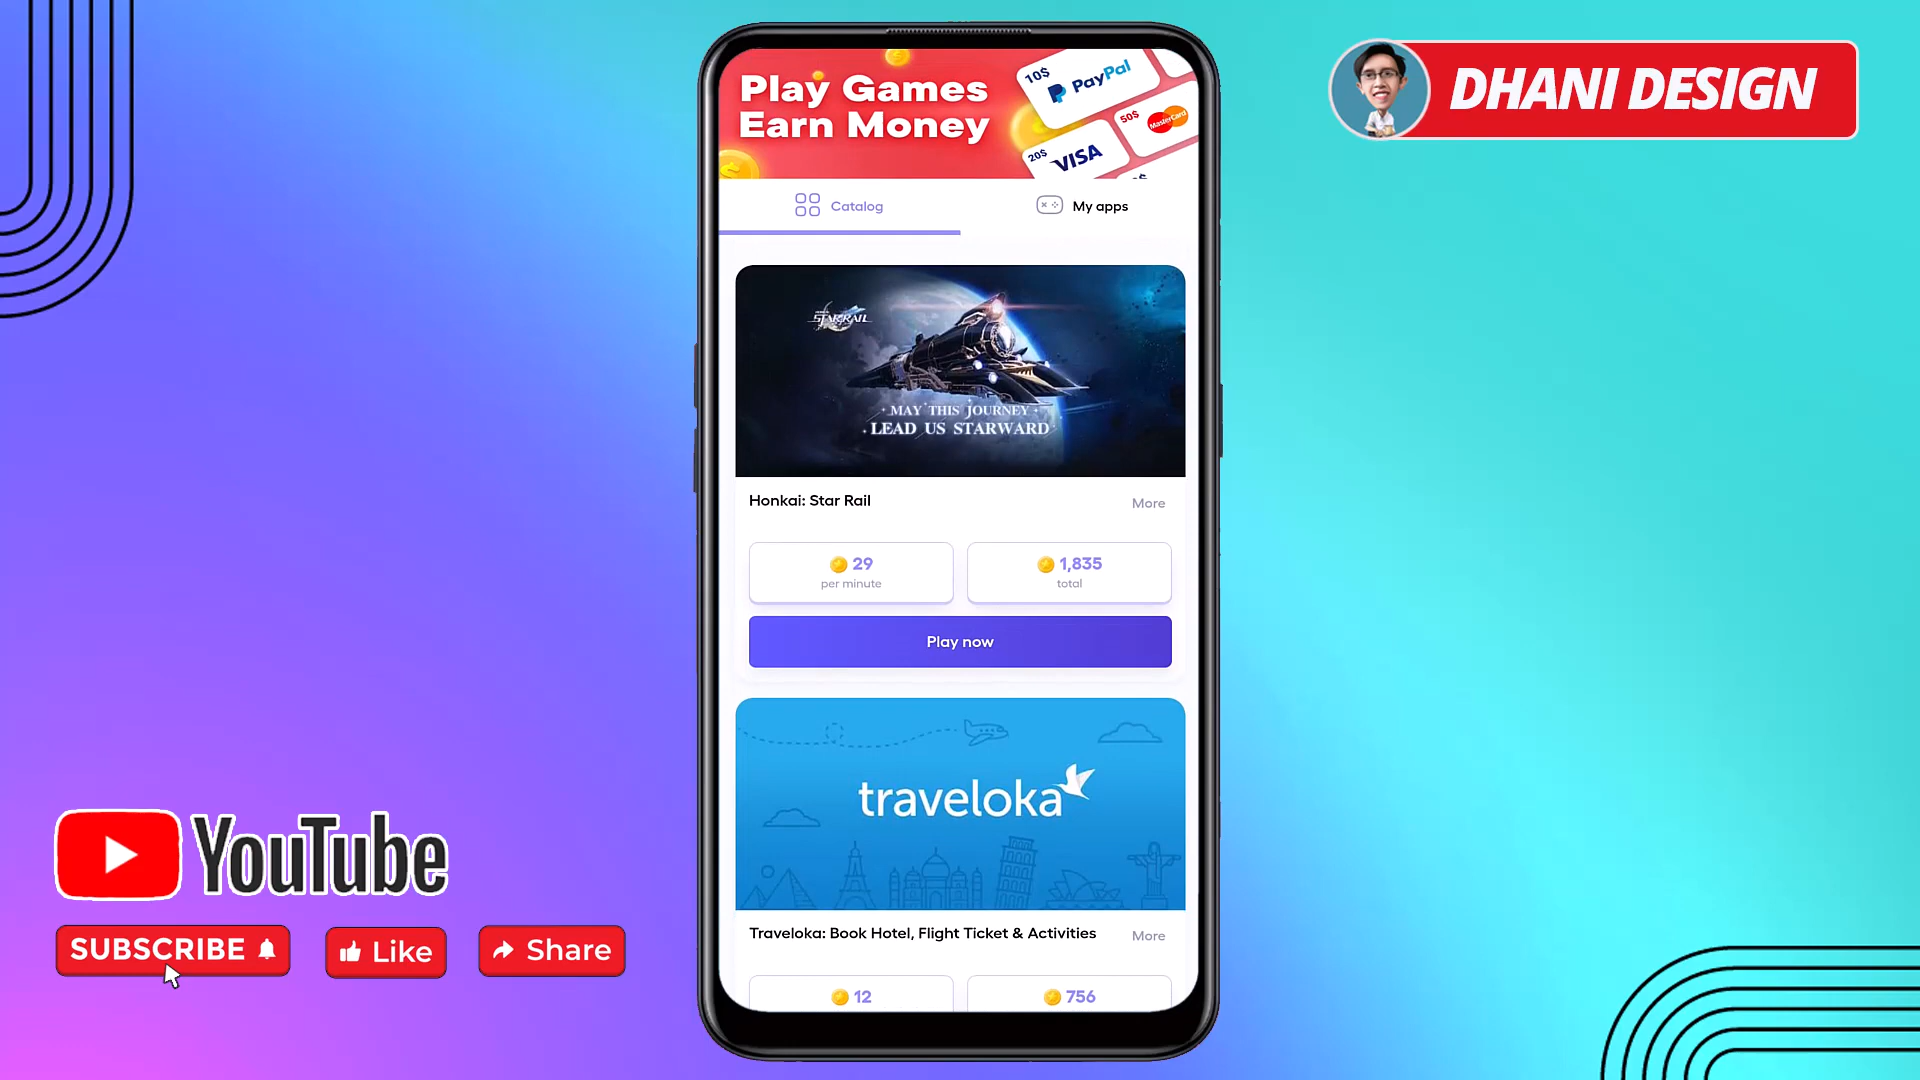 Play Games
Earn Money
10$
PayPal
50$
MasterCard
20$
VISA
DHANI DESIGN
Catalog
My apps
STAR RAIL
MAY THIS JOURNEY
LEAD US STARWARD
Honkai: Star Rail
More
29
per minute
1,835
total
Play now
traveloka
Traveloka: Book Hotel, Flight Ticket & Activities
More
12
756
YouTube
SUBSCRIBE
Like
Share